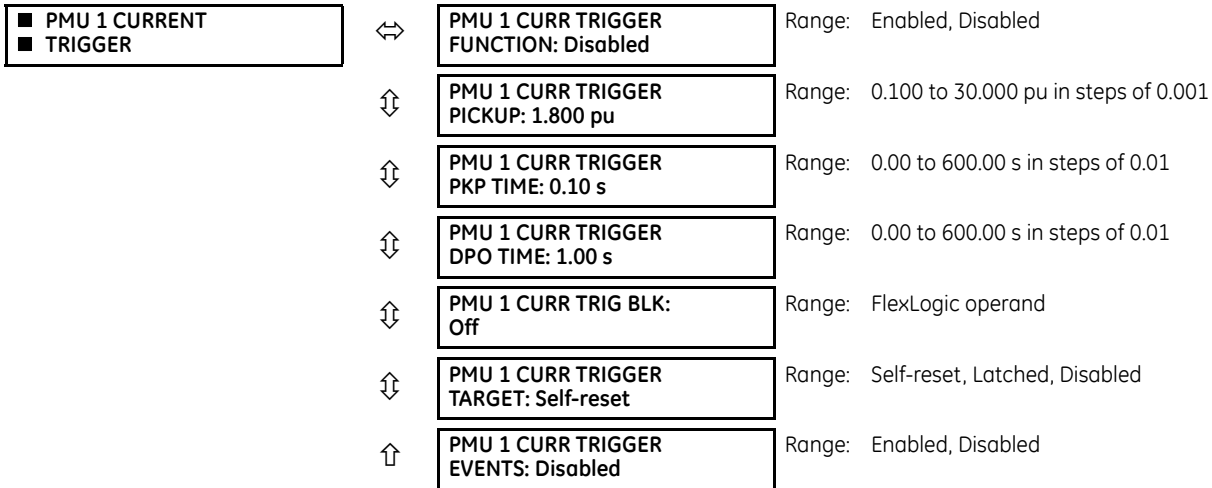 ■ PMU 1 CURRENT
■ TRIGGER
PMU 1 CURR TRIGGER
FUNCTION: Disabled
Range: Enabled, Disabled
PMU 1 CURR TRIGGER
PICKUP: 1.800 pu
Range: 0.100 to 30.000 pu in steps of 0.001
PMU 1 CURR TRIGGER
PKP TIME: 0.10 s
Range: 0.00 to 600.00 s in steps of 0.01
PMU 1 CURR TRIGGER
DPO TIME: 1.00 s
Range: 0.00 to 600.00 s in steps of 0.01
PMU 1 CURR TRIG BLK:
Off
Range: FlexLogic operand
PMU 1 CURR TRIGGER
TARGET: Self-reset
Range: Self-reset, Latched, Disabled
PMU 1 CURR TRIGGER
EVENTS: Disabled
Range: Enabled, Disabled